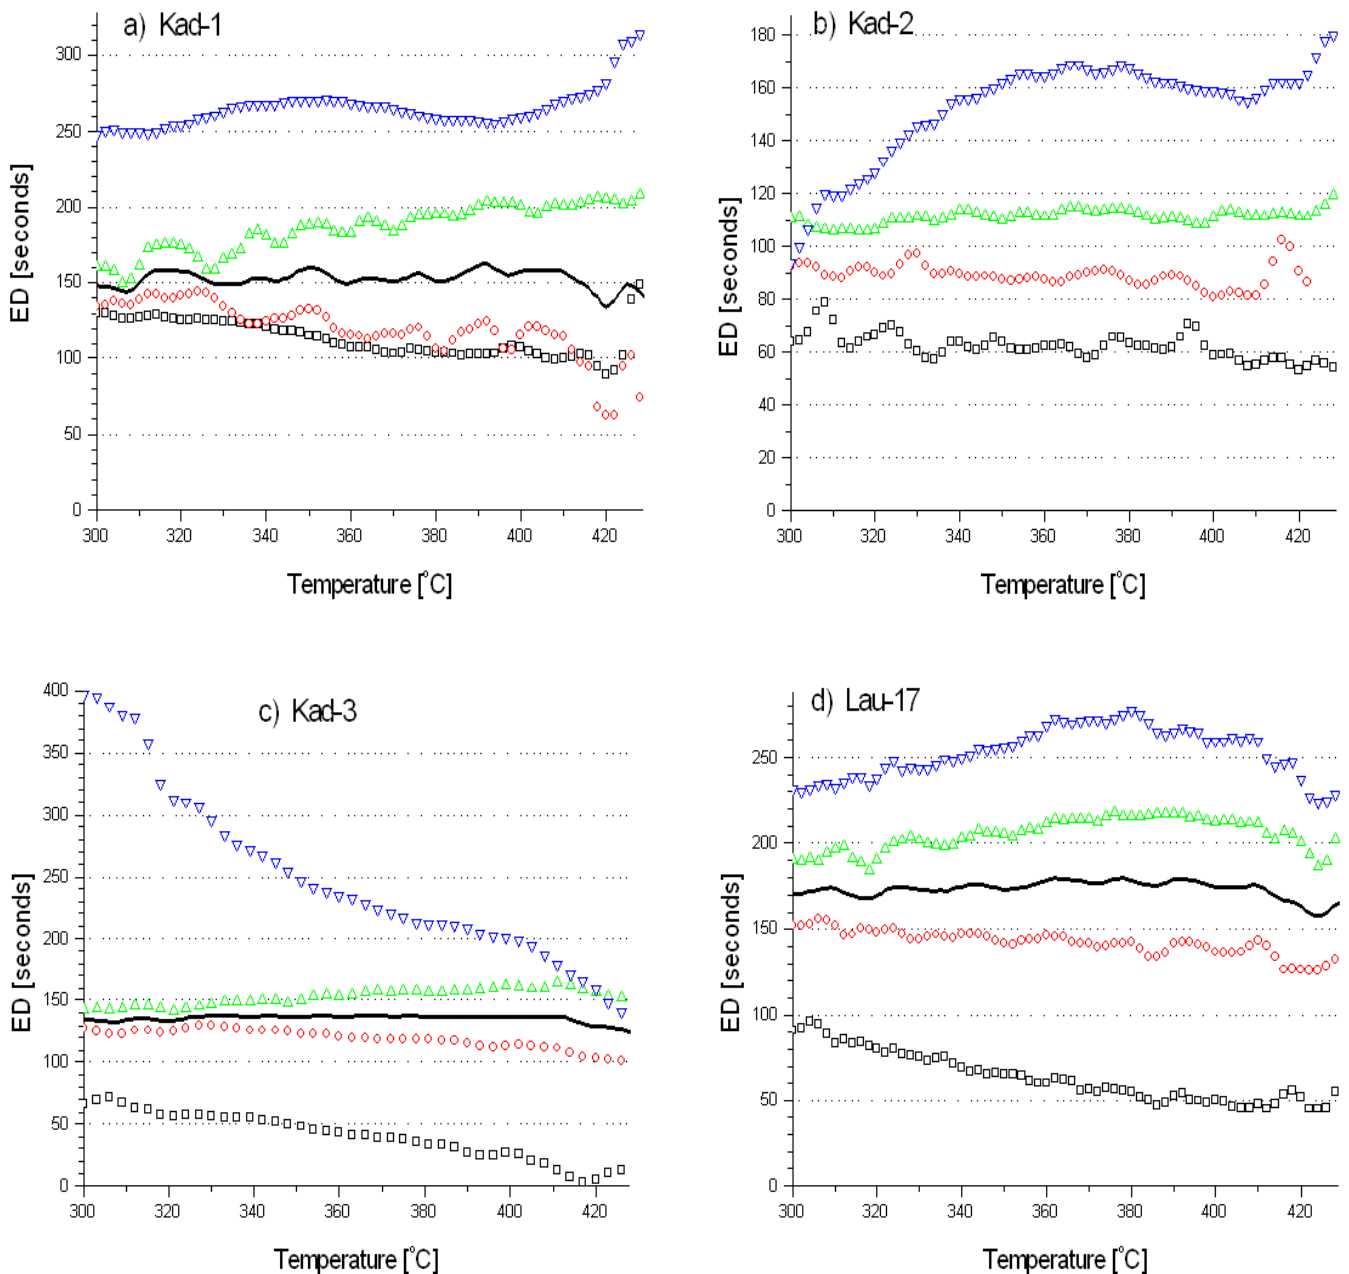 a) Kad-1
ED [seconds]
300
250
200
150
100
50
0
300 320 340 360 380 400 420
Temperature [°C]
b) Kad-2
ED [seconds]
180
160
140
120
100
80
60
40
20
0
300 320 340 360 380 400 420
Temperature [°C]
c) Kad-3
ED [seconds]
400
350
300
250
200
150
100
50
0
300 320 340 360 380 400 420
Temperature [°C]
d) Lau-17
ED [seconds]
250
200
150
100
50
0
300 320 340 360 380 400 420
Temperature [°C]